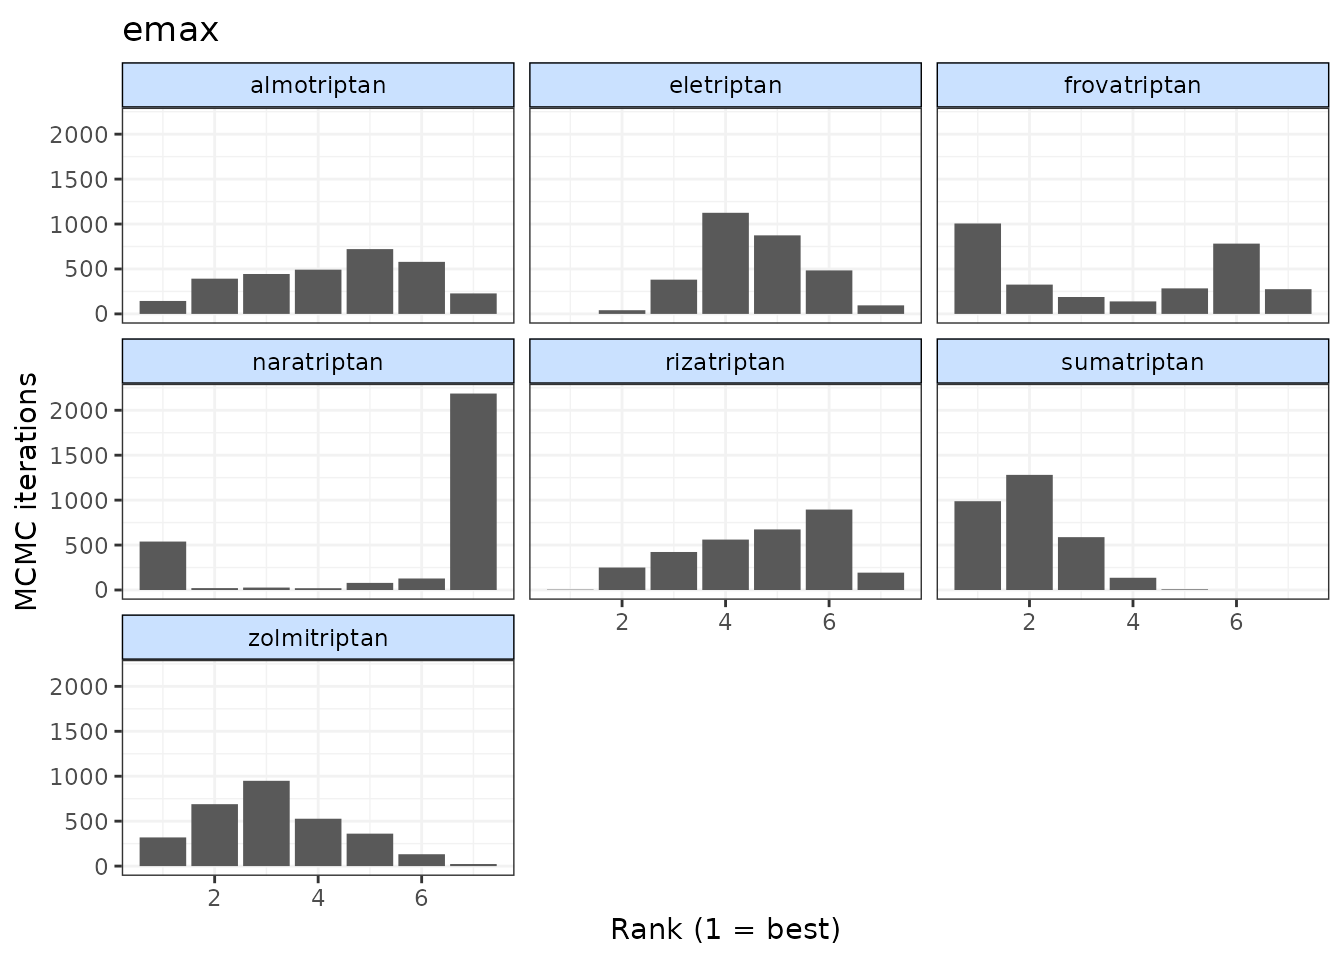 emax
almotriptan eletriptan frovatriptan
2000
1500
1000
500
0
naratriptan rizatriptan sumatriptan
2000
1500
1000
500
0
2 4 6 2 4 6
zolmitriptan
2000
1500
1000
500
0
2 4 6
MCMC iterations
Rank (1 = best)